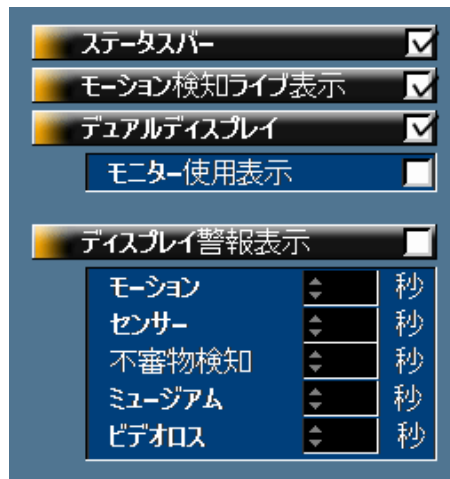 ステータスバー
モーション検知ライブ表示
デュアルディスプレイ
モニター使用表示
ディスプレイ警報表示
モーション 秒
センサー 秒
不審物検知 秒
ミュージアム 秒
ビデオロス 秒